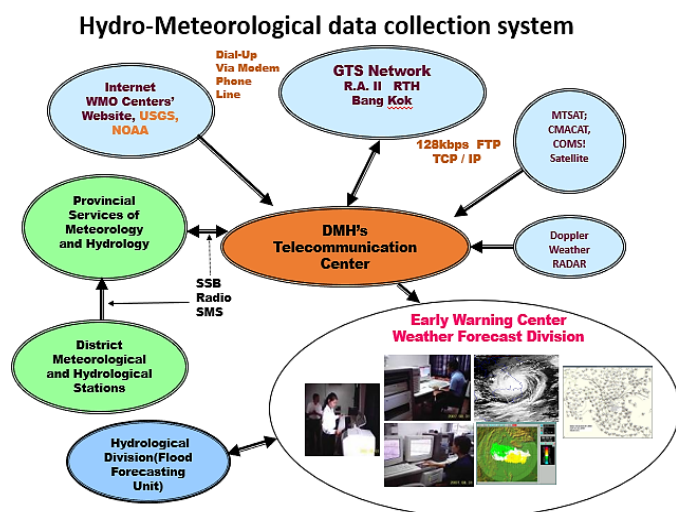 Hydro-Meteorological data collection system
Dial-Up
Via Modem
Phone
Line
Internet
WMO Centers'
Website, USGS,
NOAA
GTS Network
R.A. II RTH
Bang Kok
128kbps FTP
TCP / IP
MTSAT;
CMACAT,
COMS!
Satellite
Provincial
Services of
Meteorology
and Hydrology
DMH's
Telecommunication
Center
Doppler
Weather
RADAR
SSB
Radio
SMS
District
Meteorological
and Hydrological
Stations
Early Warning Center
Weather Forecast Division
Hydrological
Division(Flood
Forecasting
Unit)